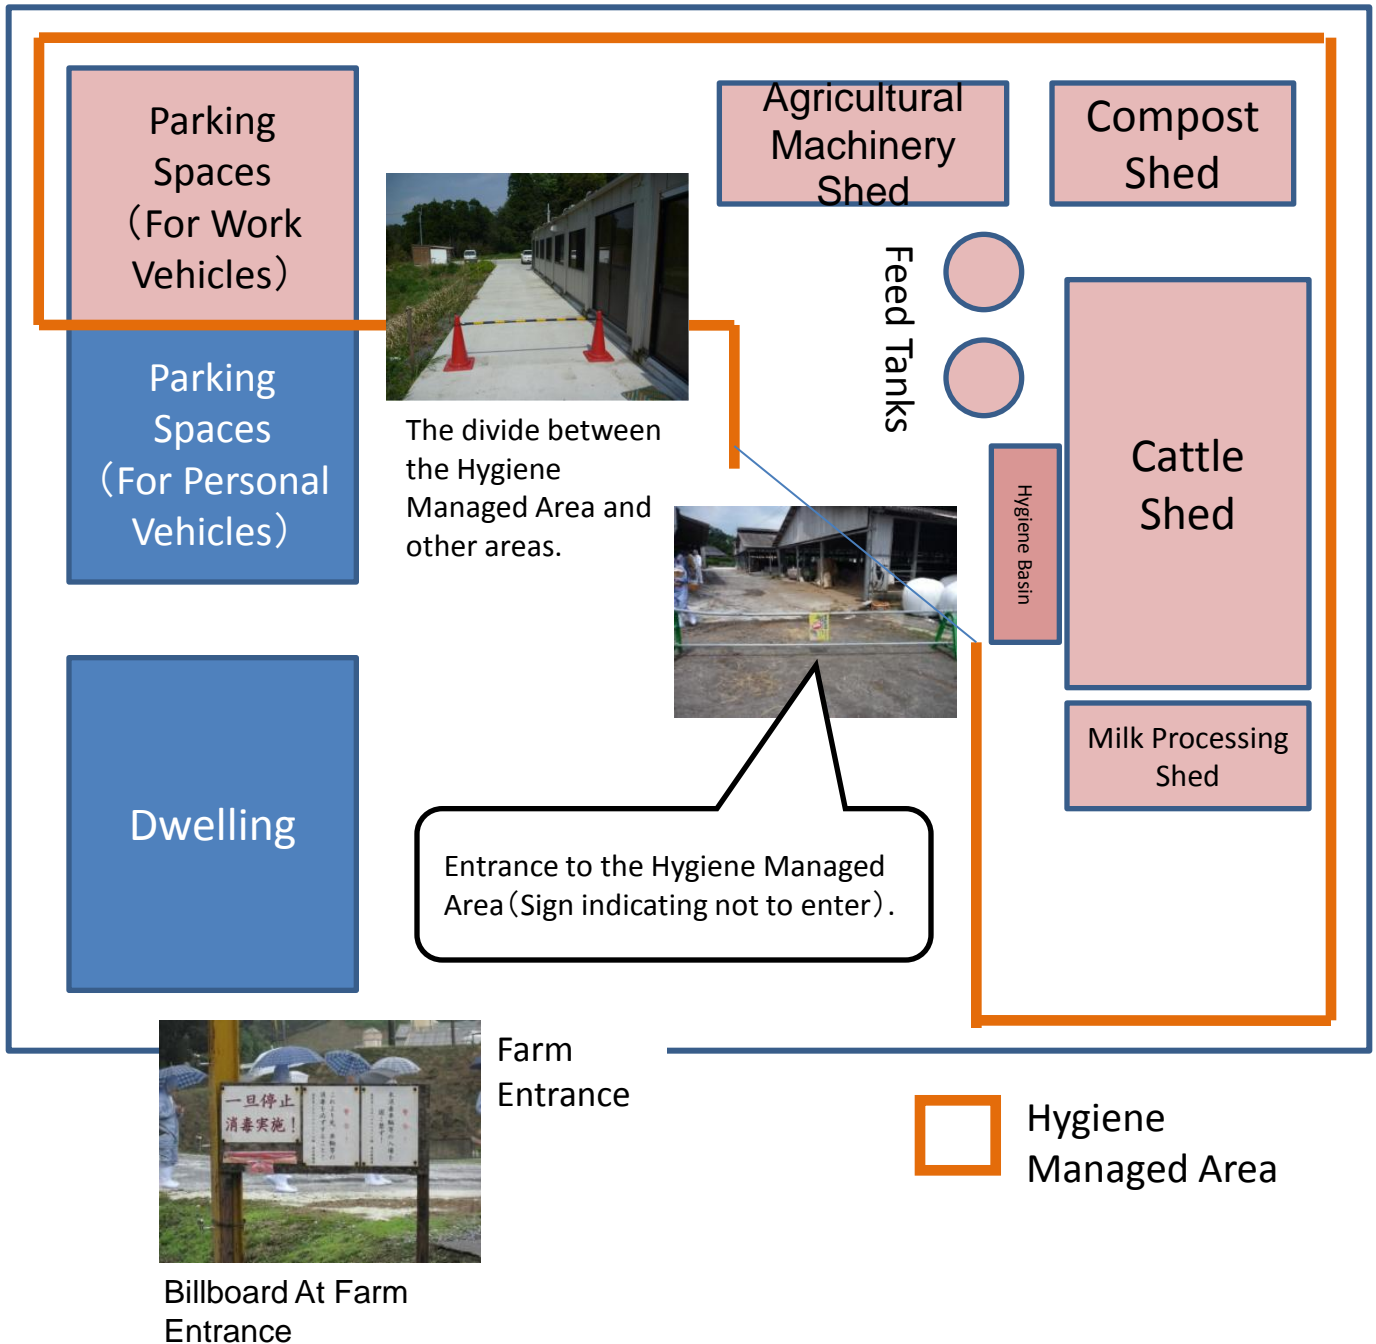 Parking
Spaces
（For Work
Vehicles）
Agricultural
Machinery
Shed
Compost
Shed
Feed Tanks
Parking
Spaces
（For Personal
Vehicles）
The divide between
the Hygiene
Managed Area and
other areas.
Hygiene Basin
Cattle
Shed
Milk Processing
Shed
Dwelling
Entrance to the Hygiene Managed
Area（Sign indicating not to enter）.
Farm
Entrance
一旦停止
消毒実施！
Billboard At Farm
Entrance
Hygiene
Managed Area